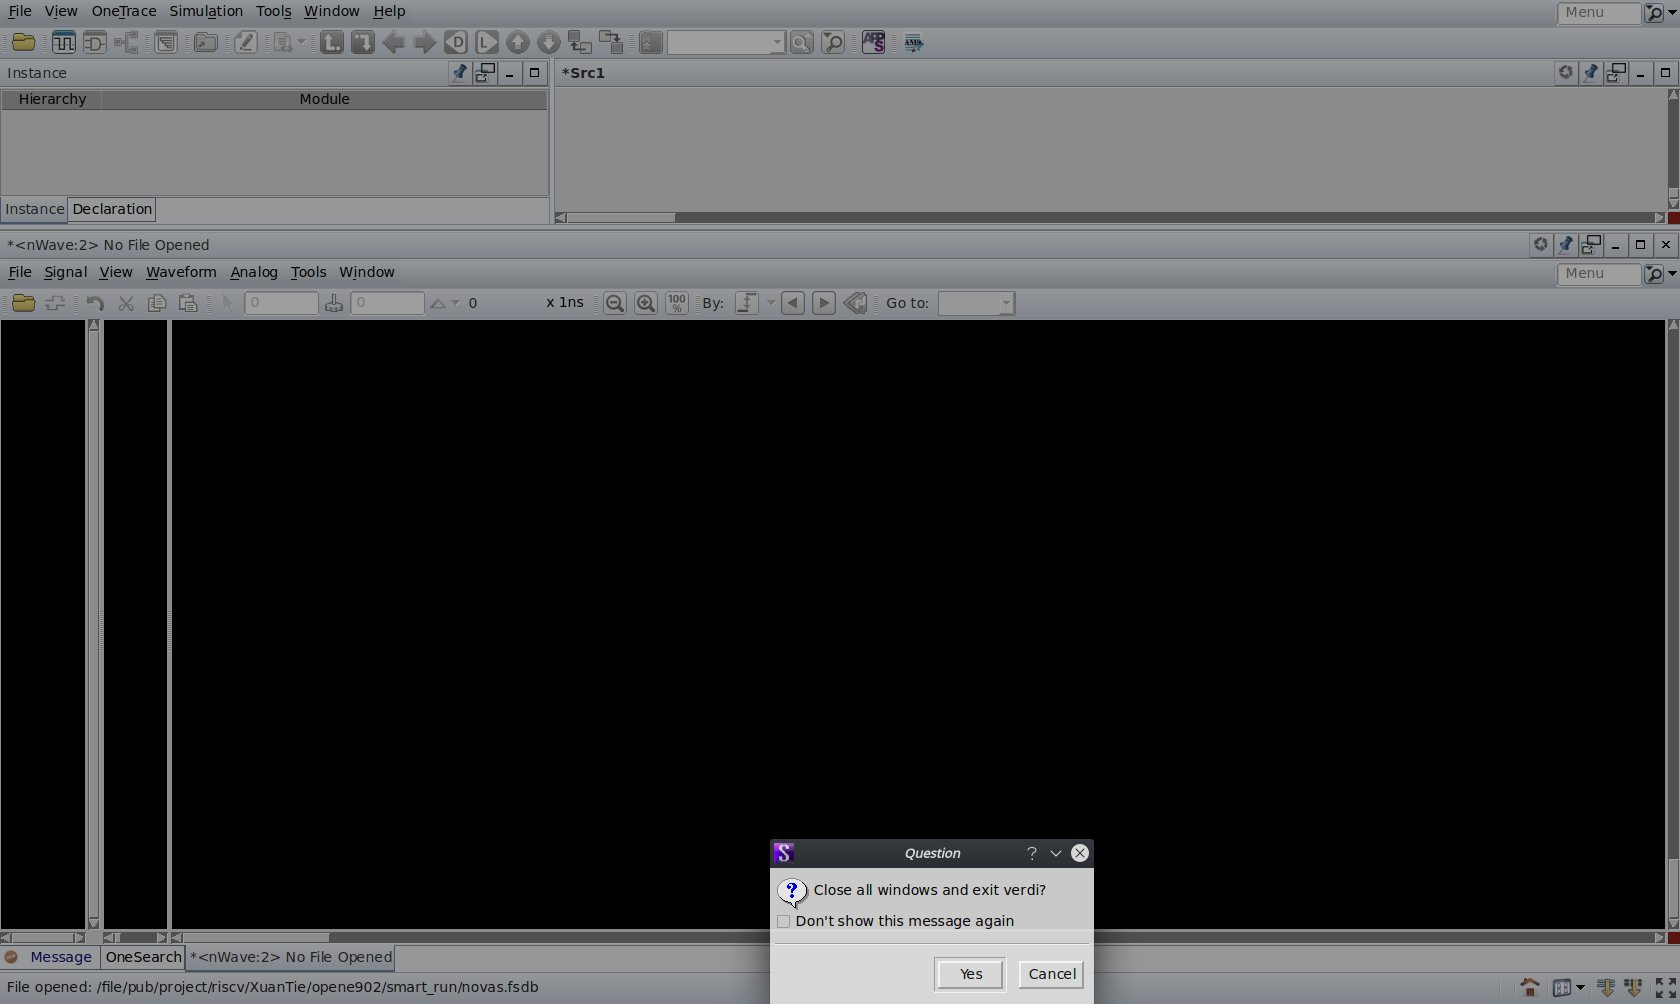 File View OneTrace Simulation Tools Window Help Menu
D L APPS AMS
Instance
*Src1
Hierarchy Module
Instance Declaration
*<nWave:2> No File Opened
File Signal View Waveform Analog Tools Window Menu
0 0 0 x 1ns 100 % By: Go to:
Question
Close all windows and exit verdi?
Don't show this message again
Yes Cancel
Message OneSearch *<nWave:2> No File Opened
File opened: /file/pub/project/riscv/XuanTie/opene902/smart_run/novas.fsdb